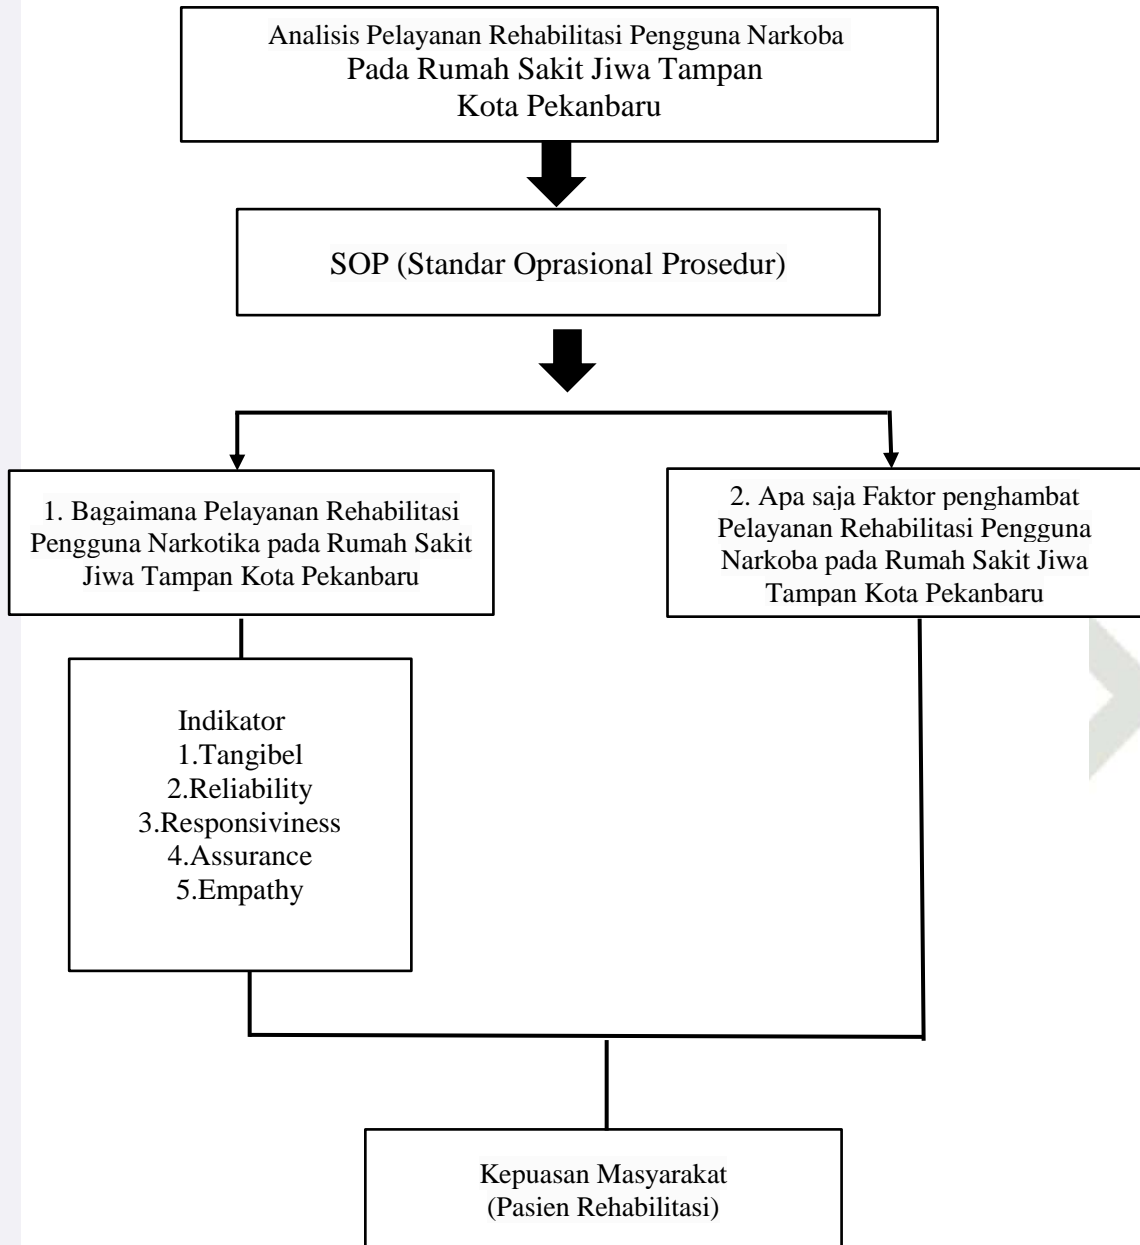 Analisis Pelayanan Rehabilitasi Pengguna Narkoba
Pada Rumah Sakit Jiwa Tampan
Kota Pekanbaru
SOP (Standar Oprasional Prosedur)
1. Bagaimana Pelayanan Rehabilitasi
Pengguna Narkotika pada Rumah Sakit
Jiwa Tampan Kota Pekanbaru
2. Apa saja Faktor penghambat
Pelayanan Rehabilitasi Pengguna
Narkoba pada Rumah Sakit Jiwa
Tampan Kota Pekanbaru
Indikator
1.Tangibel
2.Reliability
3.Responsiviness
4.Assurance
5.Empathy
Kepuasan Masyarakat
(Pasien Rehabilitasi)